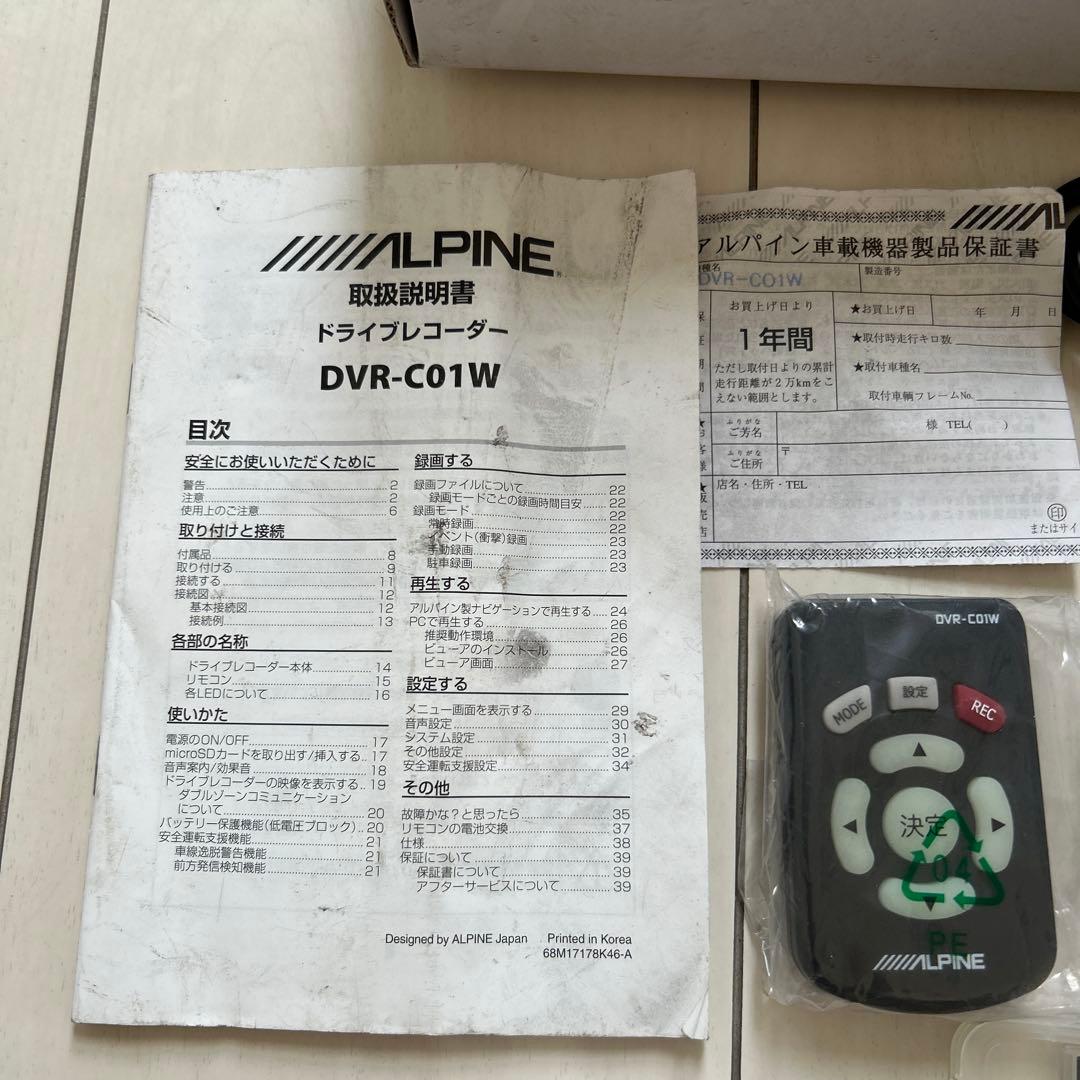 ALPINE
取扱説明書
ドライブレコーダー
DVR-C01W
目次
安全にお使いいただくために
警告 2
注意 2
使用上のご注意 6
取り付けと接続
付属品 8
取り付ける 9
接続する 11
接続図 12
基本接続図 12
接続例 13
各部の名称
ドライブレコーダー本体 14
リモコン 15
各LEDについて 16
使いかた
電源のON/OFF 17
microSDカードを取り出す/挿入する 17
音声案内/効果音 18
ドライブレコーダーの映像を表示する 19
ダブルゾーンコミュニケーション
について 20
バッテリー保護機能(低電圧ブロック) 20
安全運転支援機能 21
車線逸脱警告機能 21
前方発信検知機能 21
録画する
録画ファイルについて 22
録画モードごとの録画時間目安 22
録画モード 22
常時録画 22
イベント(衝撃)録画 23
手動録画 23
駐車録画 23
再生する
アルパイン製ナビゲーションで再生する 24
PCで再生する 26
推奨動作環境 26
ビューアのインストール 26
ビューア画面 27
設定する
メニュー画面を表示する 29
音声設定 30
システム設定 31
その他設定 32
安全運転支援設定 34
その他
故障かな？と思ったら 35
リモコンの電池交換 37
仕様 38
保証について 39
保証書について 39
アフターサービスについて 39
Designed by ALPINE Japan Printed in Korea
68M17178K46-A
アルパイン車載機器製品保証書
機種名
DVR-C01W
製造番号
お買上げ日より
1年間
ただし取付日よりの累計
走行距離が2万kmをこ
えない範囲とします。
★お買上げ日 年 月 日
★取付時走行キロ数
★取付車種名
取付車輌フレームNo.
ふりがな
ご芳名
様 TEL( )
ふりがな
ご住所
〒
店名・住所・TEL
印
またはサイ
DVR-C01W
MODE
設定
REC
決定
04
PE
ALPINE